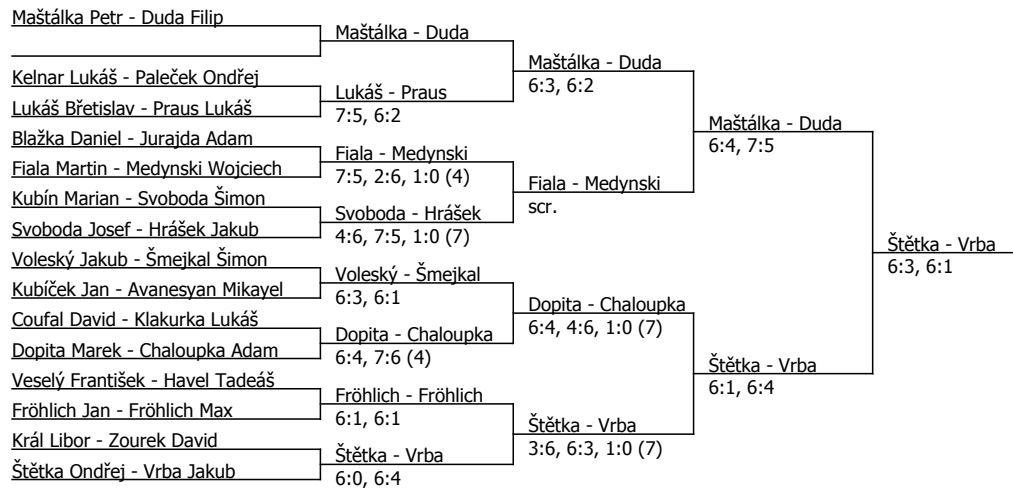 Maštálka Petr - Duda Filip
Kelnar Lukáš - Paleček Ondřej
Lukáš Břetislav - Praus Lukáš
Blažka Daniel - Jurajda Adam
Fiala Martin - Medynski Wojciech
Kubín Marian - Svoboda Šimon
Svoboda Josef - Hrášek Jakub
Voleský Jakub - Šmejkal Šimon
Kubíček Jan - Avanesyan Mikayel
Coufal David - Klakurka Lukáš
Dopita Marek - Chaloupka Adam
Veselý František - Havel Tadeáš
Fröhlich Jan - Fröhlich Max
Král Libor - Zourek David
Štětka Ondřej - Vrba Jakub
Maštálka - Duda
Lukáš - Praus
7:5, 6:2
Fiala - Medynski
7:5, 2:6, 1:0 (4)
Svoboda - Hrášek
4:6, 7:5, 1:0 (7)
Voleský - Šmejkal
6:3, 6:1
Dopita - Chaloupka
6:4, 7:6 (4)
Fröhlich - Fröhlich
6:1, 6:1
Štětka - Vrba
6:0, 6:4
Maštálka - Duda
6:3, 6:2
Fiala - Medynski
scr.
Dopita - Chaloupka
6:4, 4:6, 1:0 (7)
Štětka - Vrba
3:6, 6:3, 1:0 (7)
Maštálka - Duda
6:4, 7:5
Štětka - Vrba
6:1, 6:4
Štětka - Vrba
6:3, 6:1